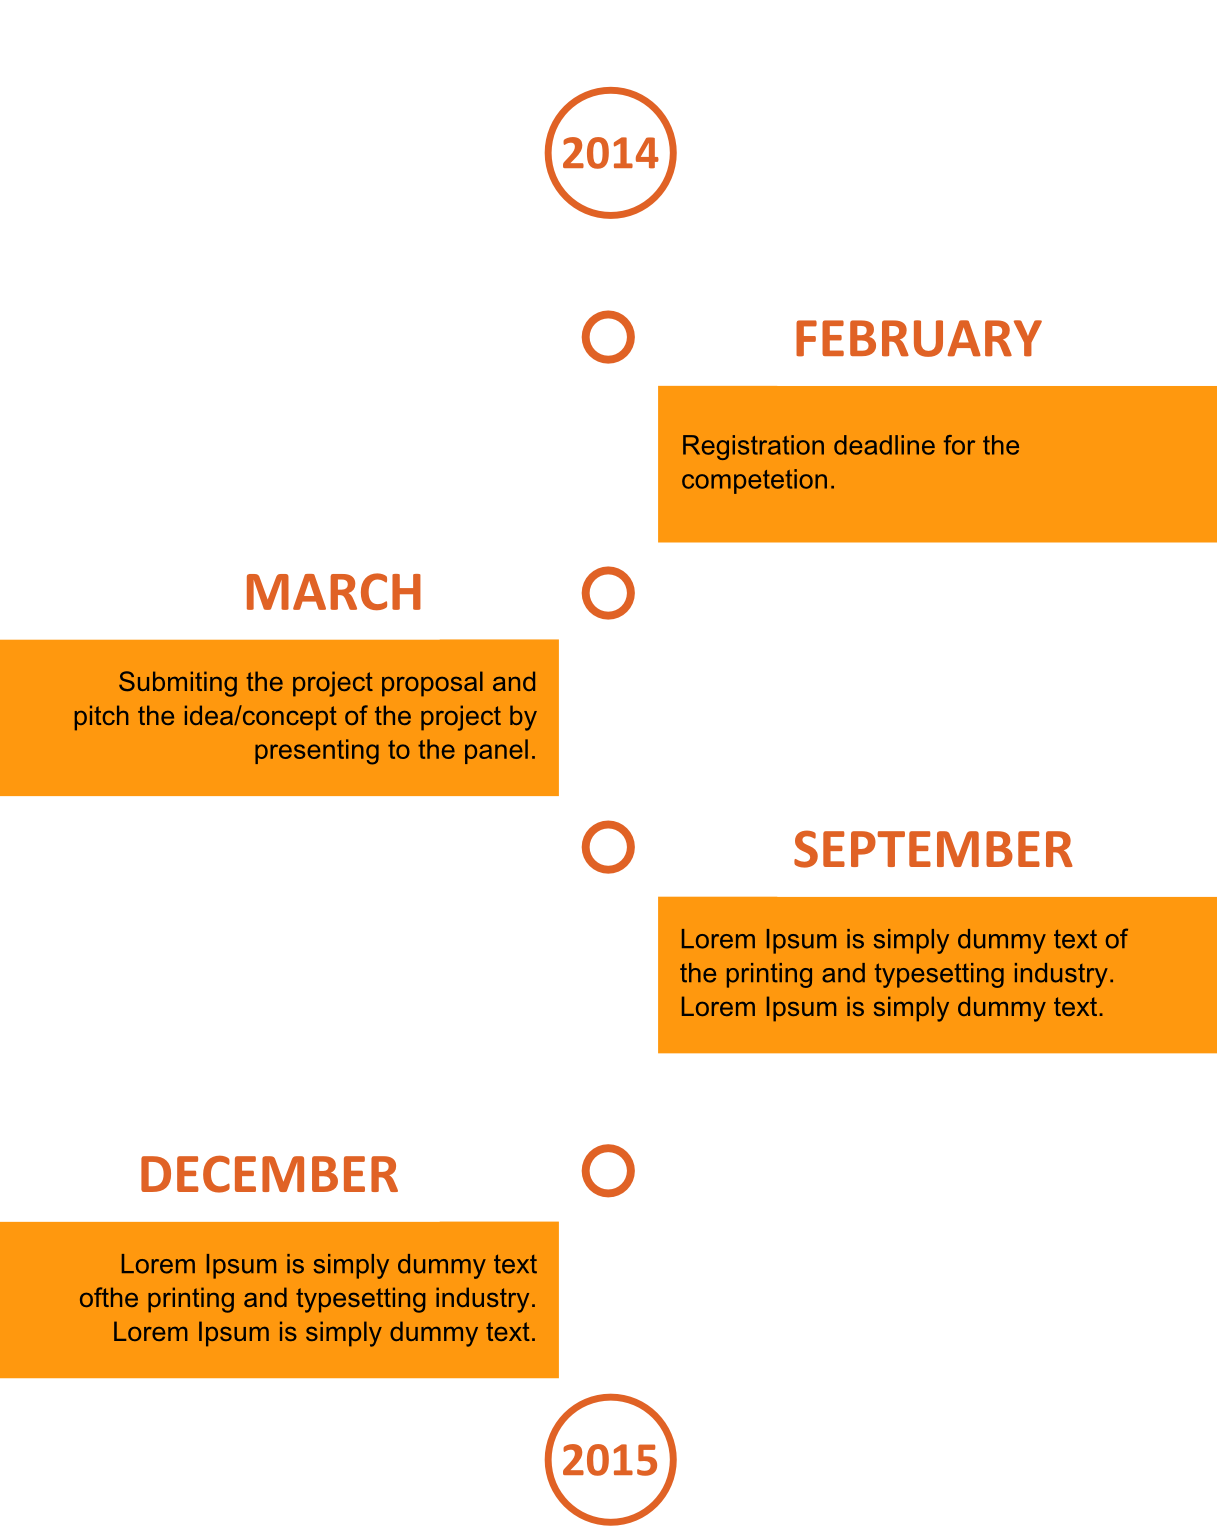 2014
FEBRUARY
Registration deadline for the
competetion.
MARCH
Submiting the project proposal and
pitch the idea/concept of the project by
presenting to the panel.
SEPTEMBER
Lorem Ipsum is simply dummy text of
the printing and typesetting industry.
Lorem Ipsum is simply dummy text.
DECEMBER
Lorem Ipsum is simply dummy text
ofthe printing and typesetting industry.
Lorem Ipsum is simply dummy text.
2015